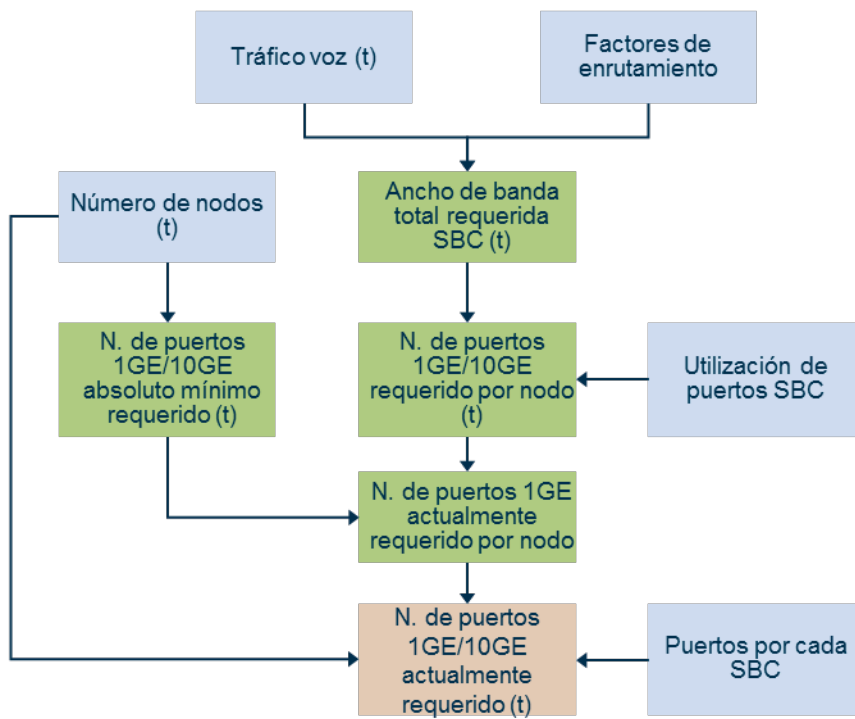 Tráfico voz (t)
Factores de
enrutamiento
Número de nodos
(t)
Ancho de banda
total requerida
SBC (t)
N. de puertos
1GE/10GE
absoluto mínimo
requerido (t)
N. de puertos
1GE/10GE
requerido por nodo
(t)
Utilización de
puertos SBC
N. de puertos 1GE
actualmente
requerido por nodo
N. de puertos
1GE/10GE
actualmente
requerido (t)
Puertos por cada
SBC